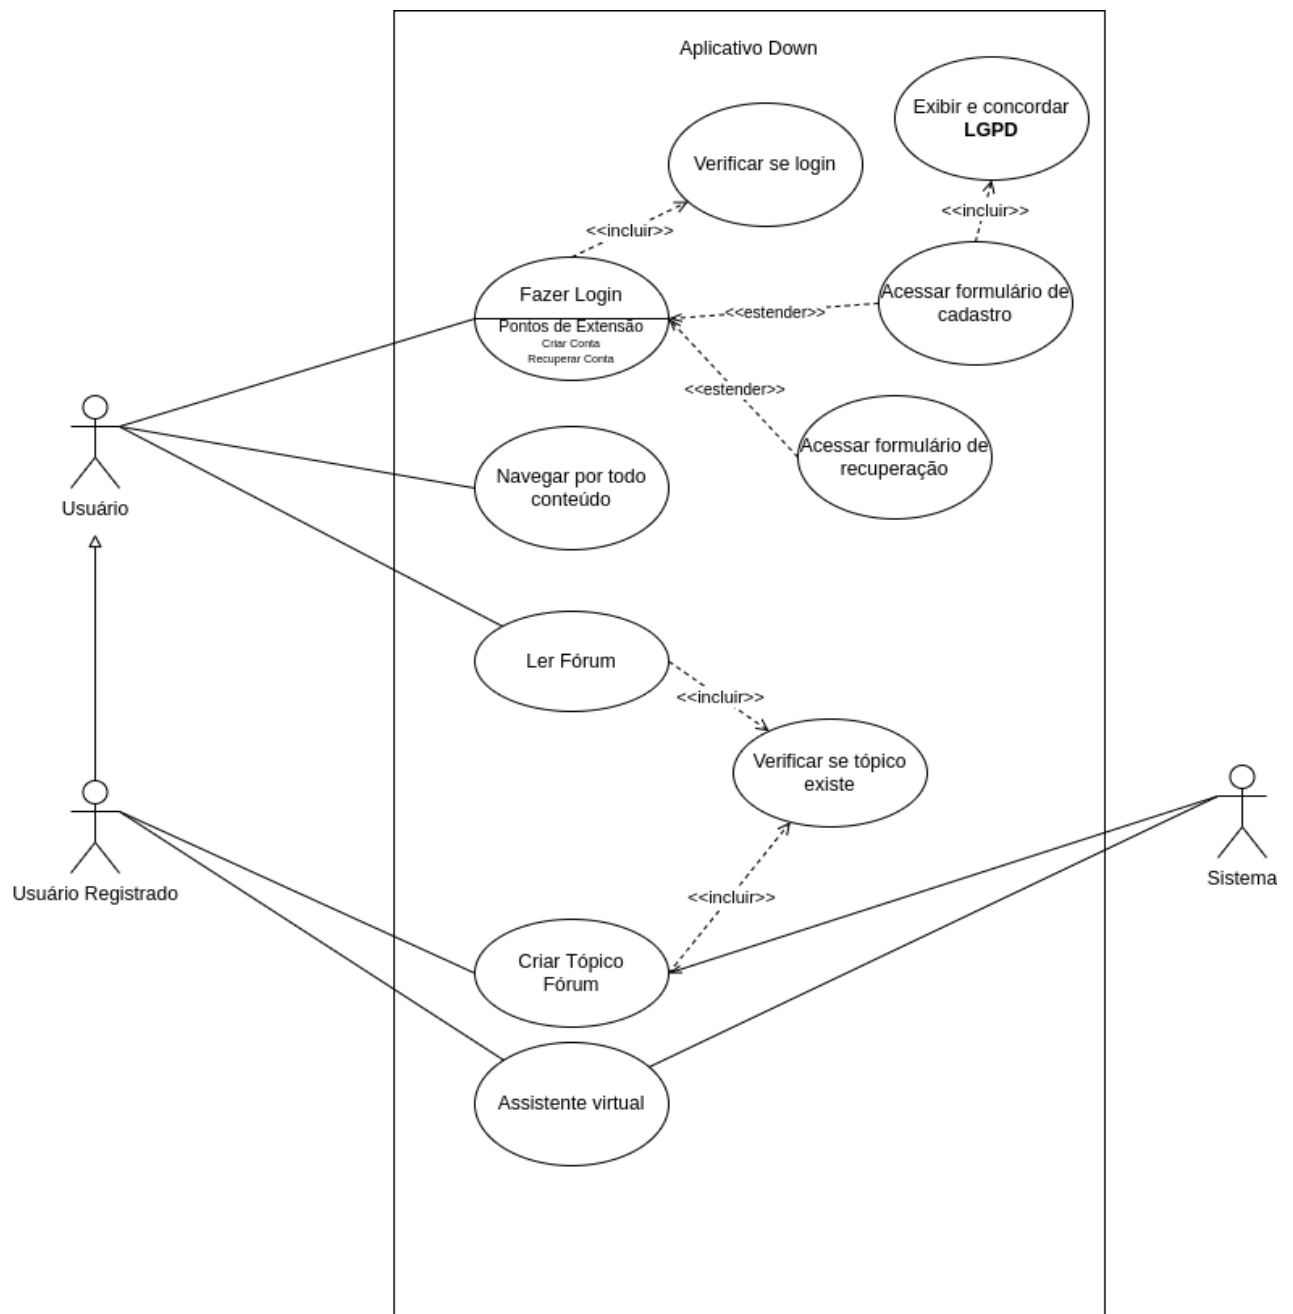 Aplicativo Down
Exibir e concordar
LGPD
Verificar se login
<<incluir>>
<<incluir>>
Fazer Login
Pontos de Extensão
Criar Conta
Recuperar Conta
<<estender>>
Acessar formulário de
cadastro
<<estender>>
Acessar formulário de
recuperação
Navegar por todo
conteúdo
Usuário
Ler Fórum
<<incluir>>
Verificar se tópico
existe
Usuário Registrado
Sistema
<<incluir>>
Criar Tópico
Fórum
Assistente virtual